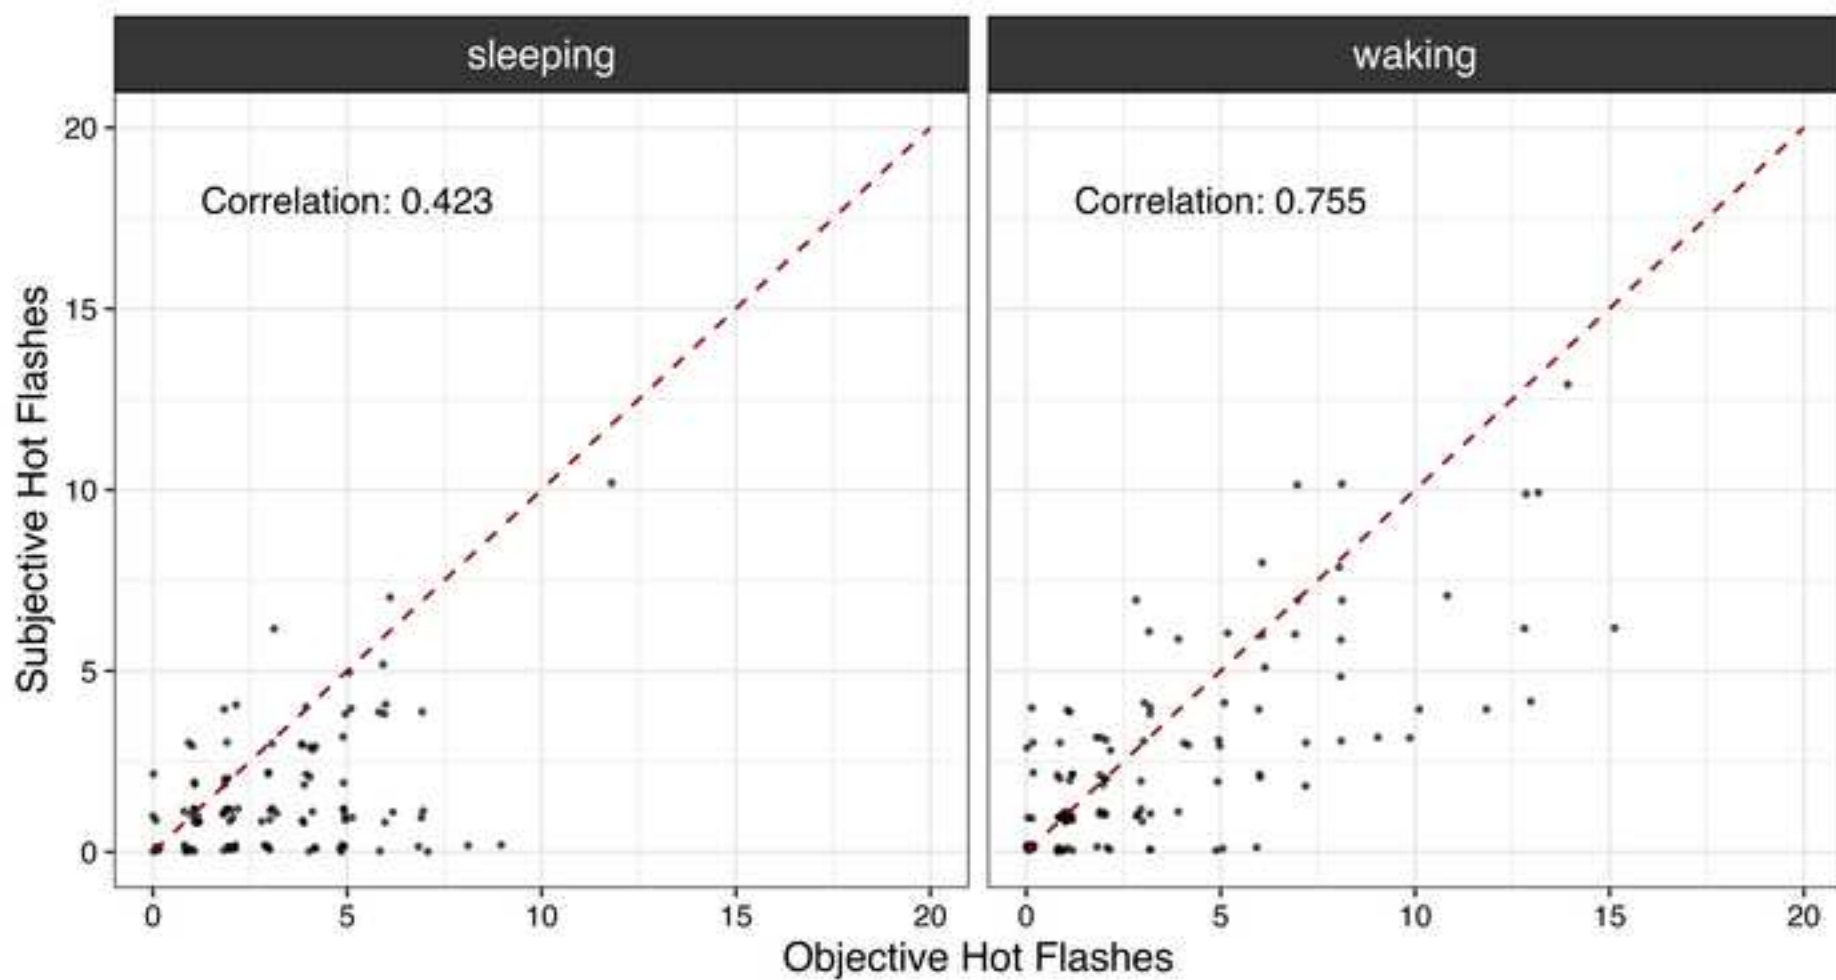 sleeping
waking
Correlation: 0.423
Correlation: 0.755
Subjective Hot Flashes
20
15
10
5
0
0 5 10 15 20
0 5 10 15 20
Objective Hot Flashes